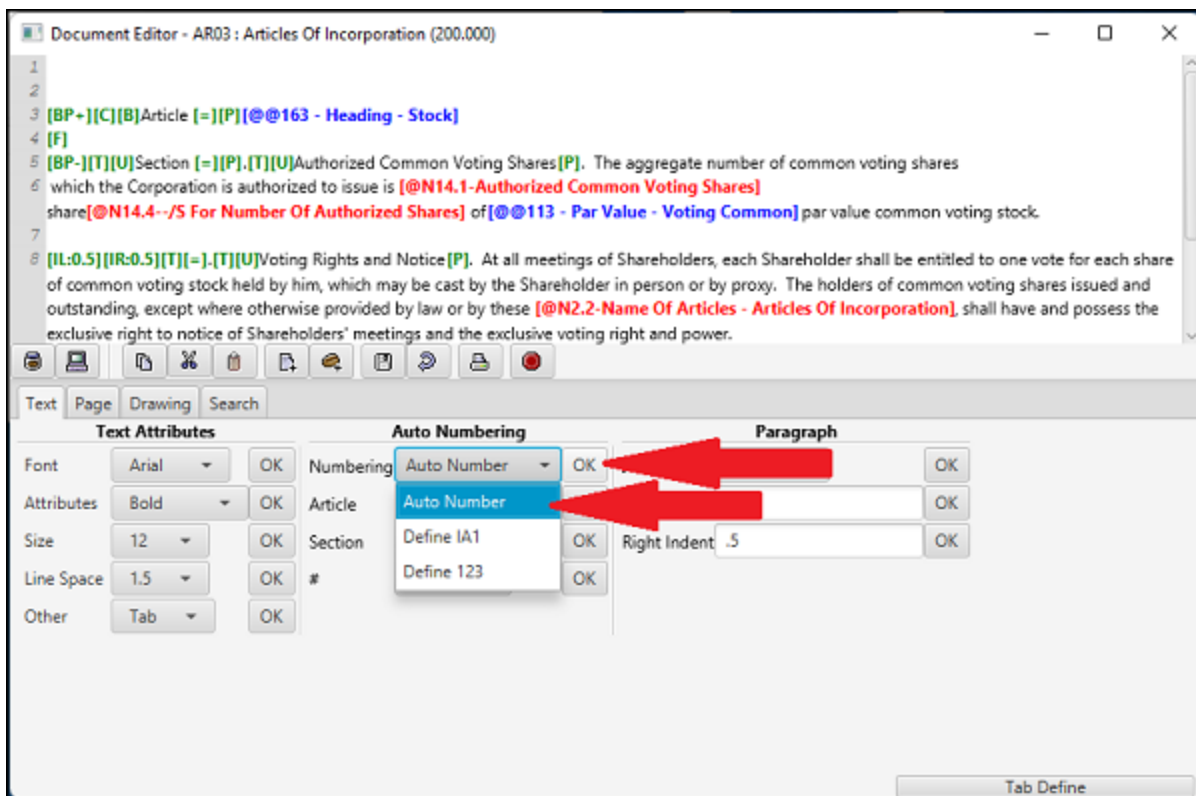 Document Editor - AR03 : Articles Of Incorporation (200.000)
1
2
3 [BP+][C][B]Article [=][P][@@163 - Heading - Stock]
4 [F]
5 [BP-][T][U]Section [=][P].[T][U]Authorized Common Voting Shares[P].  The aggregate number of common voting shares
6 which the Corporation is authorized to issue is [@N14.1-Authorized Common Voting Shares]
share[@N14.4--/S For Number Of Authorized Shares] of[@@113 - Par Value - Voting Common] par value common voting stock.
7
8 [IL:0.5][IR:0.5][T][=].[T][U]Voting Rights and Notice[P].  At all meetings of Shareholders, each Shareholder shall be entitled to one vote for each share
of common voting stock held by him, which may be cast by the Shareholder in person or by proxy.  The holders of common voting shares issued and
outstanding, except where otherwise provided by law or by these [@N2.2-Name Of Articles - Articles Of Incorporation], shall have and possess the
exclusive right to notice of Shareholders' meetings and the exclusive voting right and power.
Text Page Drawing Search
Text Attributes Auto Numbering Paragraph
Font Arial OK Numbering Auto Number OK OK
Attributes Bold OK Article Auto Number OK
Size 12 OK Section Define IA1 OK Right Indent .5 OK
Line Space 1.5 OK # Define 123 OK
Other Tab OK
Tab Define